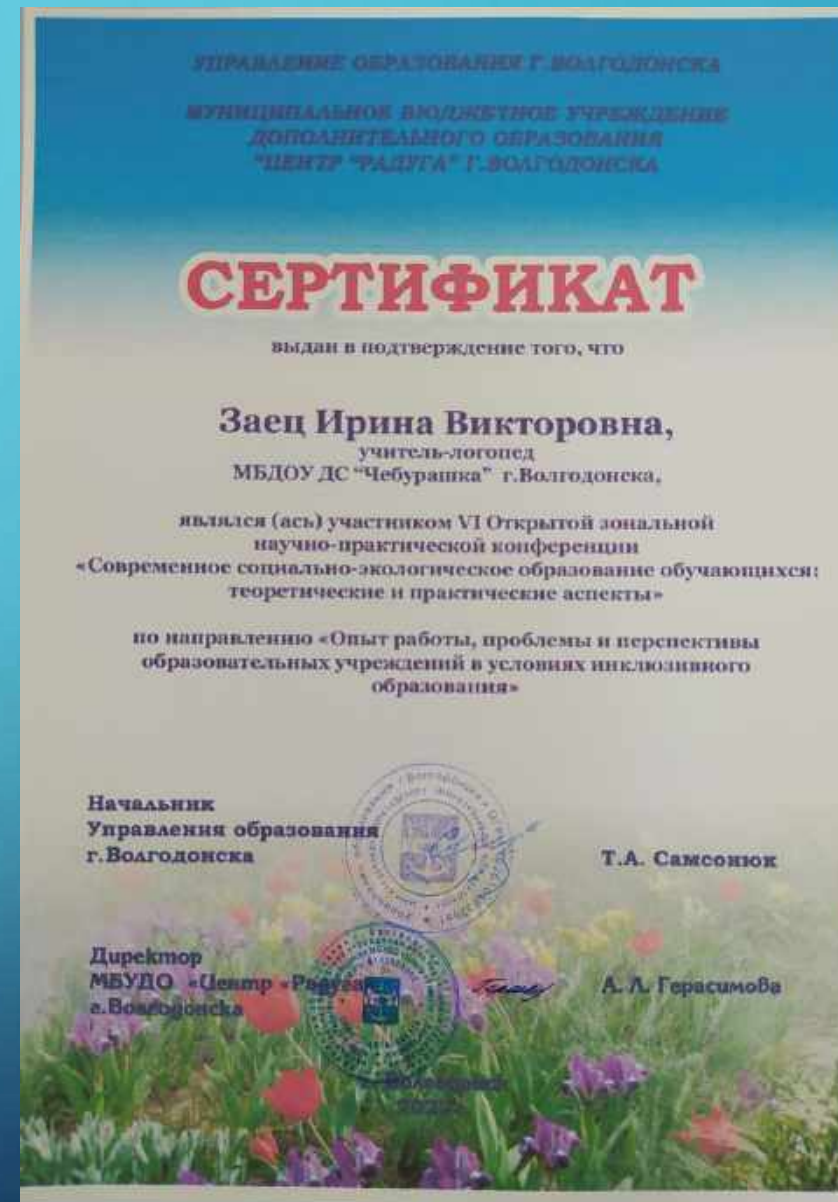 УПРАВЛЕНИЕ ОБРАЗОВАНИЯ Г.ВОЛГОДОНСКА
МУНИЦИПАЛЬНОЕ БЮДЖЕТНОЕ УЧРЕЖДЕНИЕ
ДОПОЛНИТЕЛЬНОГО ОБРАЗОВАНИЯ
"ЦЕНТР "РАДУГА" Г.ВОЛГОДОНСКА
СЕРТИФИКАТ
выдан в подтверждение того, что
Заец Ирина Викторовна,
учитель-логопед
МБДОУ ДС "Чебурашка" г.Волгодонска,
являлся (ась) участником VI Открытой зональной
научно-практической конференции
«Современное социально-экологическое образование обучающихся:
теоретические и практические аспекты»
по направлению «Опыт работы, проблемы и перспективы
образовательных учреждений в условиях инклюзивного
образования»
Начальник
Управления образования
г.Волгодонска
Т.А. Самсонюк
Директор
МБУДО «Центр «Радуга»
г.Волгодонска
А.Л. Герасимова
Волгодонск